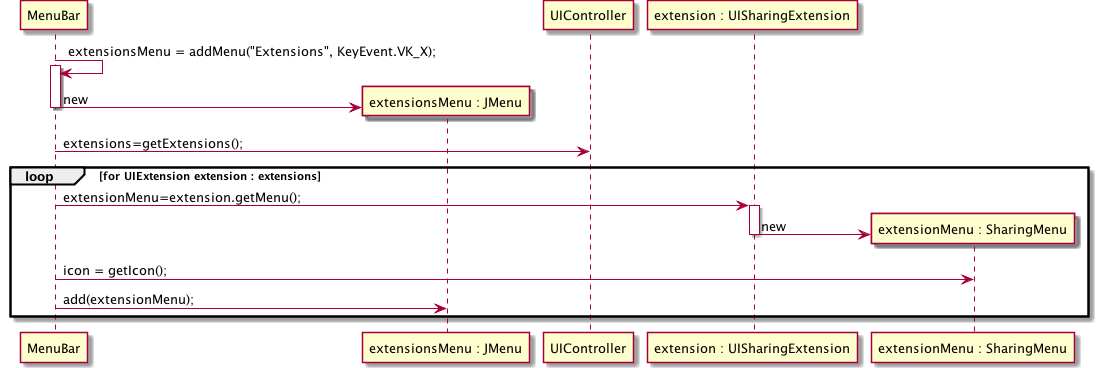 MenuBar
UIController
extension : UISharingExtension
extensionsMenu = addMenu("Extensions", KeyEvent.VK_X);
new
extensionsMenu : JMenu
extensions=getExtensions();
loop
[for UIExtension extension : extensions]
extensionMenu=extension.getMenu();
new
extensionMenu : SharingMenu
icon = getIcon();
add(extensionMenu);
MenuBar
extensionsMenu : JMenu
UIController
extension : UISharingExtension
extensionMenu : SharingMenu